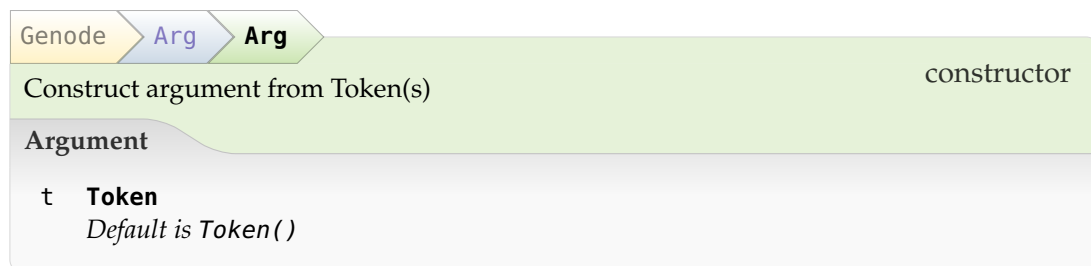 Genode Arg Arg
constructor
Construct argument from Token(s)
Argument
t Token
Default is Token()